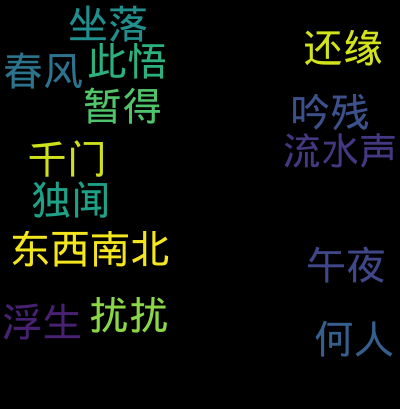 坐落
还缘
此悟
春风
暂得
吟残
流水声
千门
独闻
东西南北
午夜
扰扰
浮生
何人